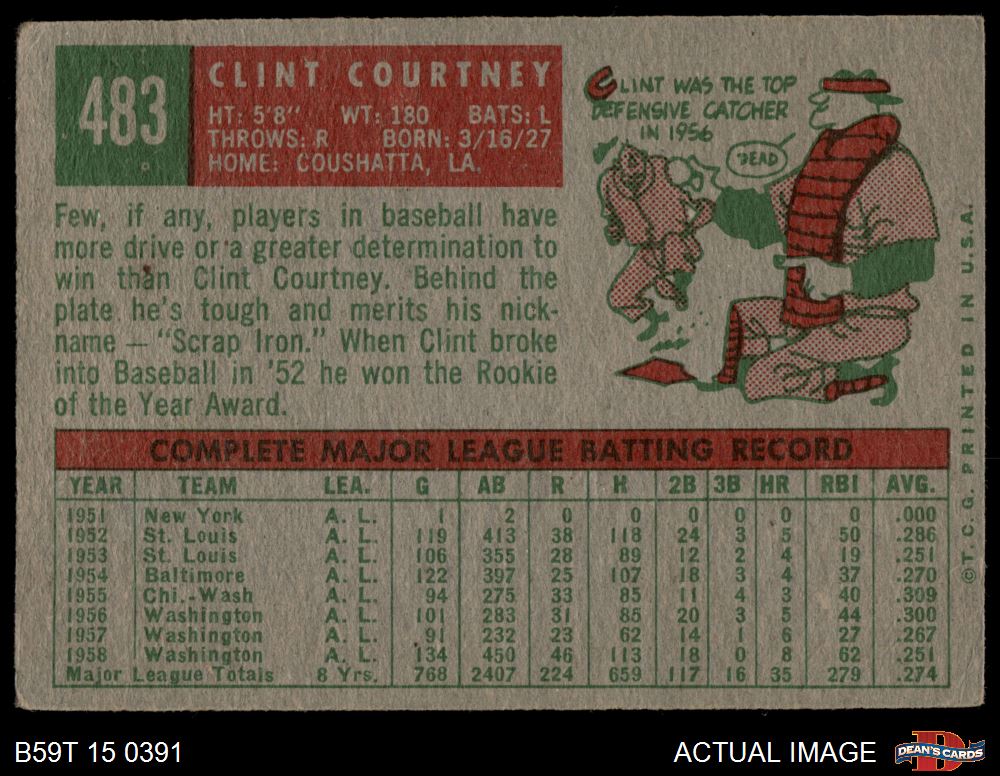 483
CLINT COURTNEY
HT: 5'8" WT: 180 BATS: L
THROWS: R BORN: 3/16/27
HOME: COUSHATTA, LA.
CLINT WAS THE TOP
DEFENSIVE CATCHER
IN 1956
DEAD
Few, if any, players in baseball have
more drive or a greater determination to
win than Clint Courtney. Behind the
plate he's tough and merits his nick-
name — "Scrap Iron." When Clint broke
into Baseball in '52 he won the Rookie
of the Year Award.
COMPLETE MAJOR LEAGUE BATTING RECORD
YEAR TEAM LEA. G AB R H 2B 3B HR RBI AVG.
1951 New York A. L. 1 2 0 0 0 0 0 0 .000
1952 St. Louis A. L. 119 413 38 118 24 3 5 50 .286
1953 St. Louis A. L. 106 355 28 89 12 2 4 19 .251
1954 Baltimore A. L. 122 397 25 107 18 3 4 37 .270
1955 Chi.-Wash A. L. 94 275 33 85 11 4 3 40 .309
1956 Washington A. L. 101 283 31 85 20 3 5 44 .300
1957 Washington A. L. 91 232 23 62 14 1 6 27 .267
1958 Washington A. L. 134 450 46 113 18 0 8 62 .251
Major League Totals 8 Yrs. 768 2407 224 659 117 16 35 279 .274
©T. C. G. PRINTED IN U.S.A.
B59T 15 0391
ACTUAL IMAGE
D
DEAN'S CARDS